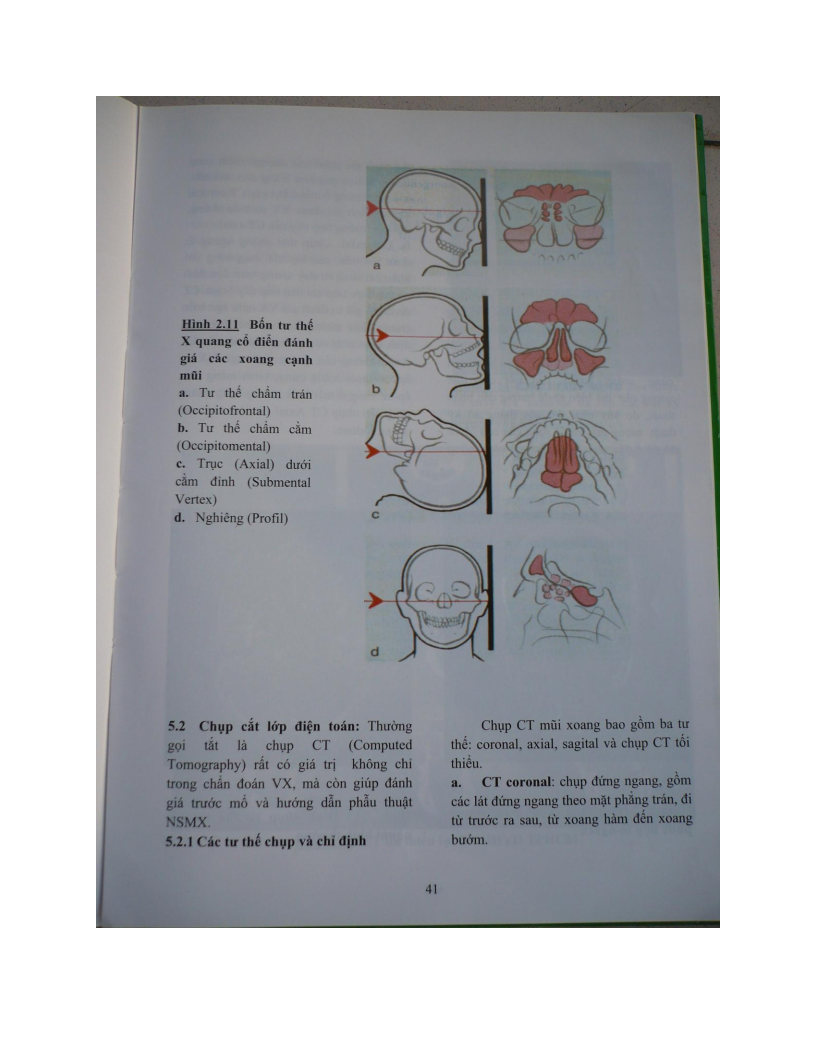 a
Hình 2.11 Bốn tư thế
X quang cổ điển đánh
giá các xoang cạnh
mũi
a. Tư thế chẩm trán
(Occipitofrontal)
b. Tư thế chẩm cằm
(Occipitomental)
c. Trục (Axial) dưới
cằm đỉnh (Submental
Vertex)
d. Nghiêng (Profil)
b
c
d
5.2 Chụp cắt lớp điện toán: Thường
gọi tắt là chụp CT (Computed
Tomography) rất có giá trị không chỉ
trong chẩn đoán VX, mà còn giúp đánh
giá trước mổ và hướng dẫn phẫu thuật
NSMX.
5.2.1 Các tư thế chụp và chỉ định
Chụp CT mũi xoang bao gồm ba tư
thế: coronal, axial, sagital và chụp CT tối
thiểu.
a. CT coronal: chụp đứng ngang, gồm
các lát đứng ngang theo mặt phẳng trán, đi
từ trước ra sau, từ xoang hàm đến xoang
bướm.
41